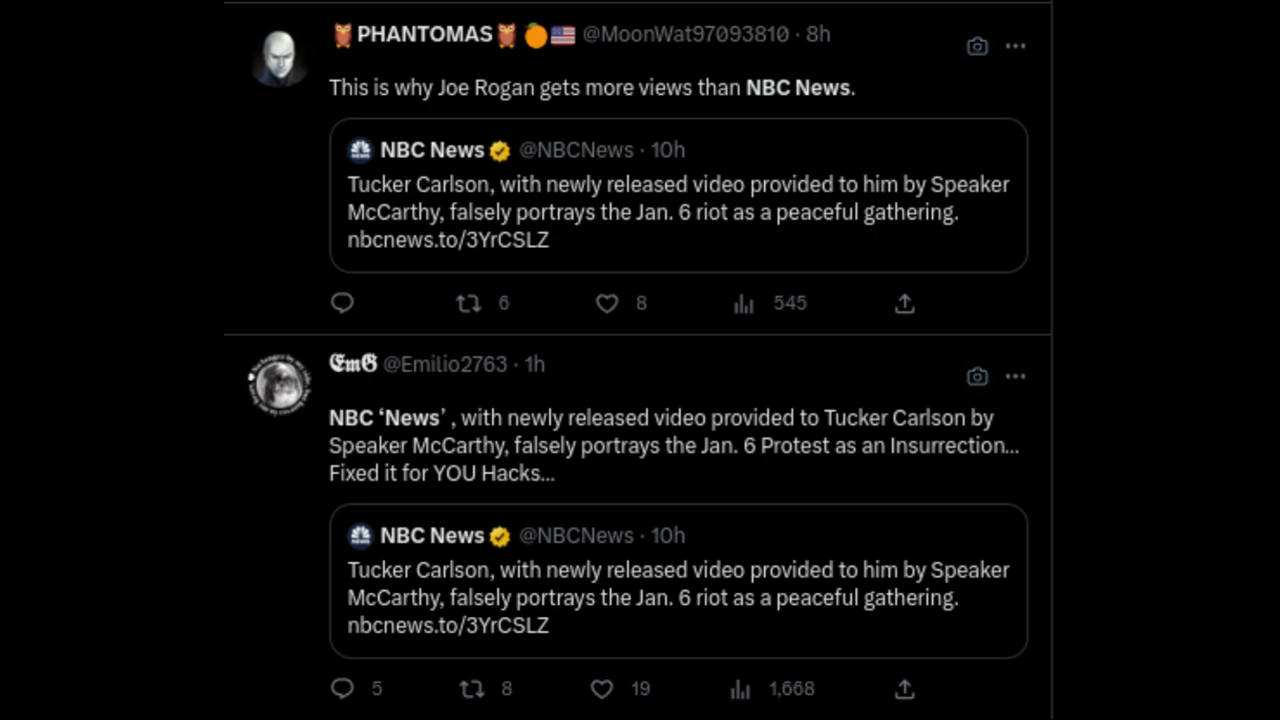 🦉PHANTOMAS🦉 🍊🇺🇸 @MoonWat97093810 · 8h
This is why Joe Rogan gets more views than NBC News.
NBC News @NBCNews · 10h
Tucker Carlson, with newly released video provided to him by Speaker
McCarthy, falsely portrays the Jan. 6 riot as a peaceful gathering.
nbcnews.to/3YrCSLZ
6 8 545
𝕰𝖒𝕲 @Emilio2763 · 1h
NBC ‘News’ , with newly released video provided to Tucker Carlson by
Speaker McCarthy, falsely portrays the Jan. 6 Protest as an Insurrection...
Fixed it for YOU Hacks...
NBC News @NBCNews · 10h
Tucker Carlson, with newly released video provided to him by Speaker
McCarthy, falsely portrays the Jan. 6 riot as a peaceful gathering.
nbcnews.to/3YrCSLZ
5 8 19 1,668